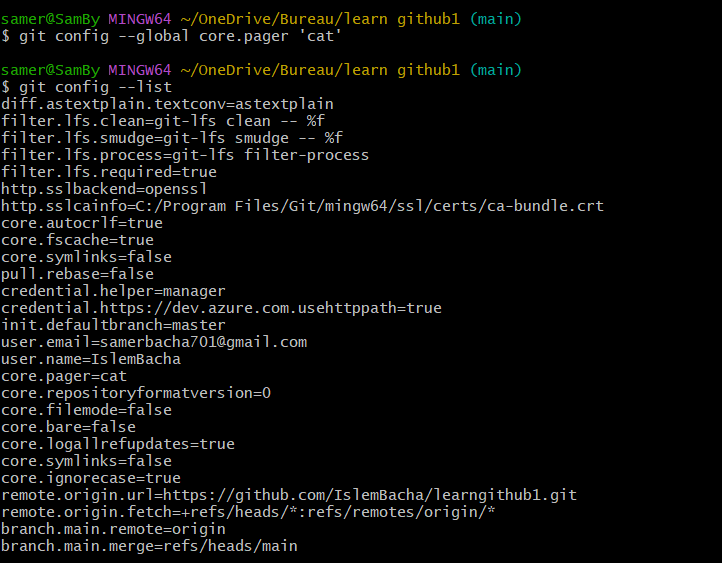 samer@SamBy MINGW64 ~/OneDrive/Bureau/learn github1 (main)
$ git config --global core.pager 'cat'
samer@SamBy MINGW64 ~/OneDrive/Bureau/learn github1 (main)
$ git config --list
diff.astextplain.textconv=astextplain
filter.lfs.clean=git-lfs clean -- %f
filter.lfs.smudge=git-lfs smudge -- %f
filter.lfs.process=git-lfs filter-process
filter.lfs.required=true
http.sslbackend=openssl
http.sslcainfo=C:/Program Files/Git/mingw64/ssl/certs/ca-bundle.crt
core.autocrlf=true
core.fscache=true
core.symlinks=false
pull.rebase=false
credential.helper=manager
credential.https://dev.azure.com.usehttppath=true
init.defaultbranch=master
user.email=samerbacha701@gmail.com
user.name=IslemBacha
core.pager=cat
core.repositoryformatversion=0
core.filemode=false
core.bare=false
core.logallrefupdates=true
core.symlinks=false
core.ignorecase=true
remote.origin.url=https://github.com/IslemBacha/learngithub1.git
remote.origin.fetch=+refs/heads/*:refs/remotes/origin/*
branch.main.remote=origin
branch.main.merge=refs/heads/main